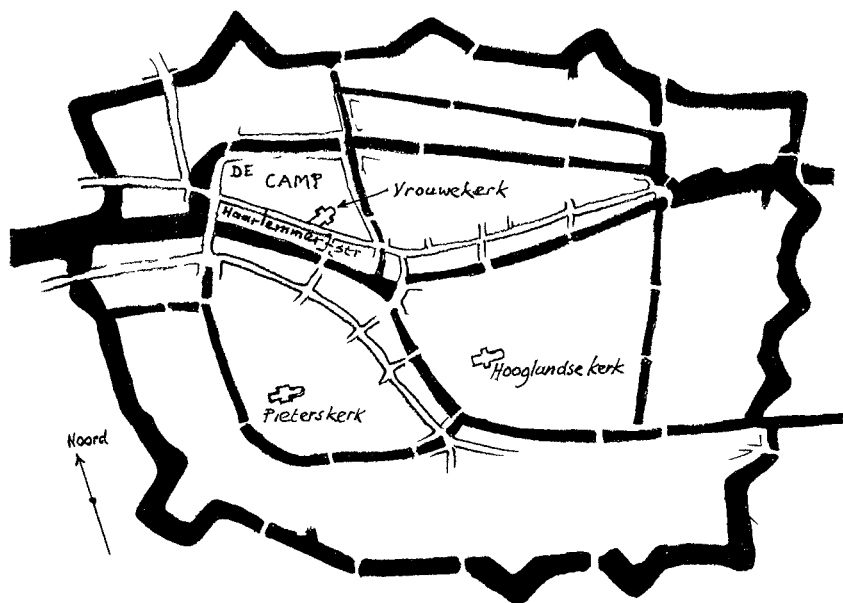 DE
CAMP
Vrouwekerk
Haarlemmerstr
Hooglandse kerk
Pieterskerk
Noord